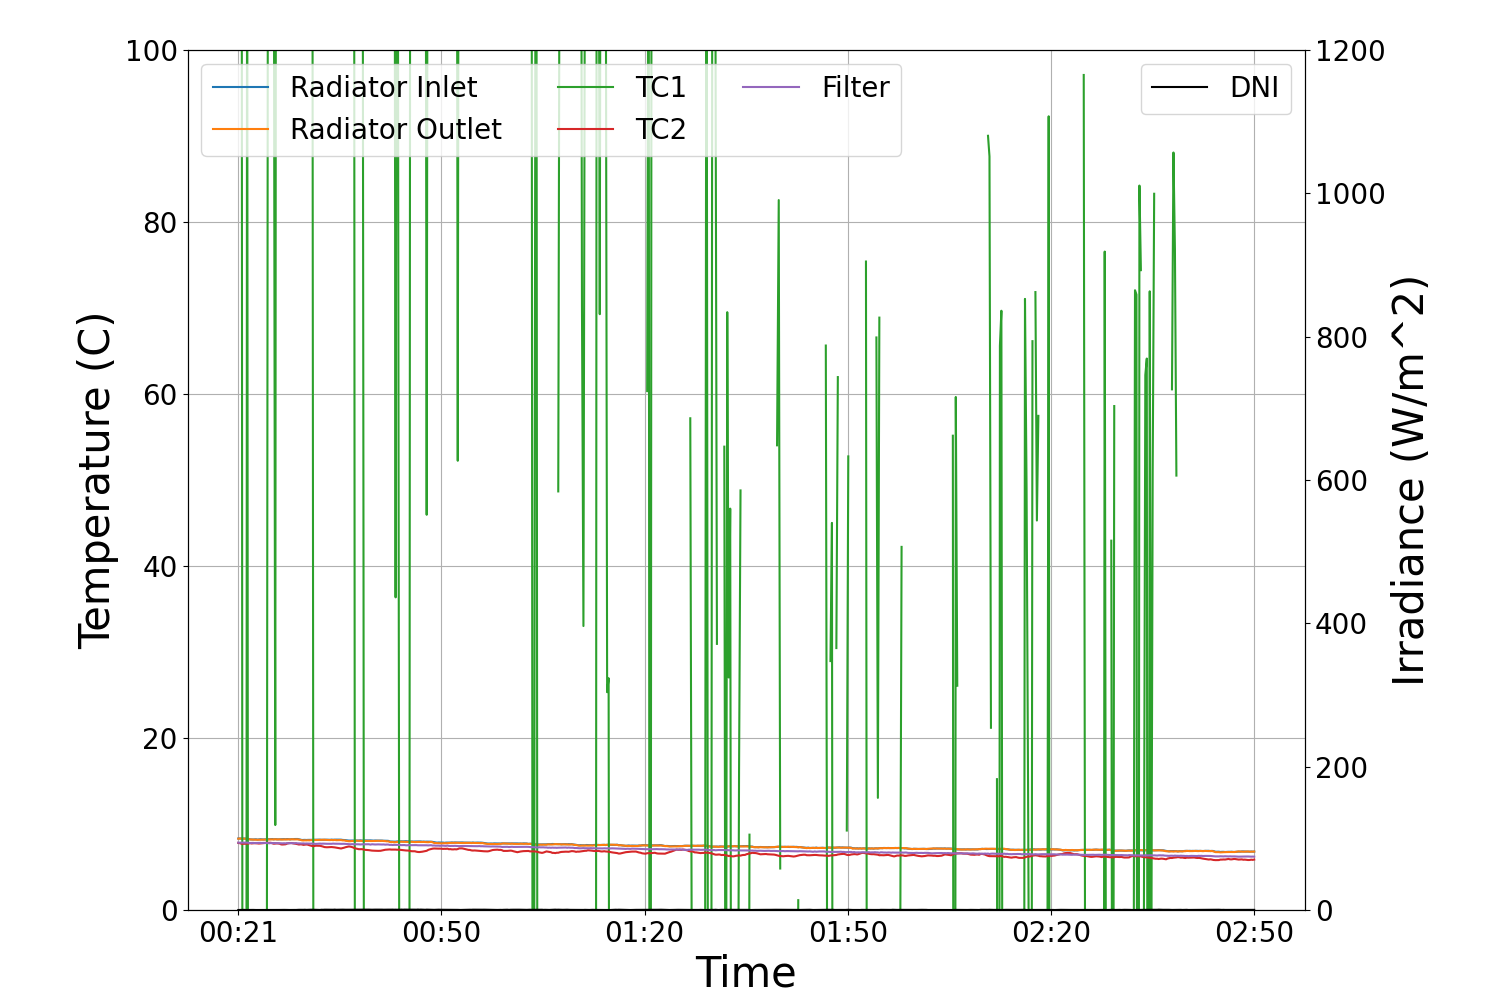 100
80
60
40
20
0
Temperature (C)
Radiator Inlet
Radiator Outlet
TC1
TC2
Filter
DNI
1200
1000
800
600
400
200
0
Irradiance (W/m^2)
00:21
00:50
01:20
01:50
02:20
02:50
Time